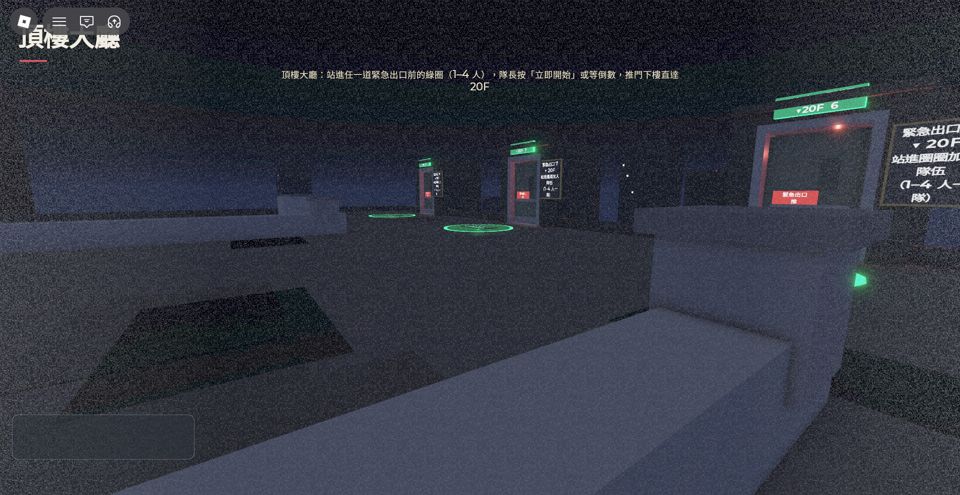 頂樓大廳
頂樓大廳：站進任一道緊急出口前的綠圈（1–4 人），隊長按「立即開始」或等倒數，推門下樓直達
20F
▼20F 6
緊急出口
▼ 20F
站進圈圈加
隊伍
（1–4 人一
隊）
緊急出口
推